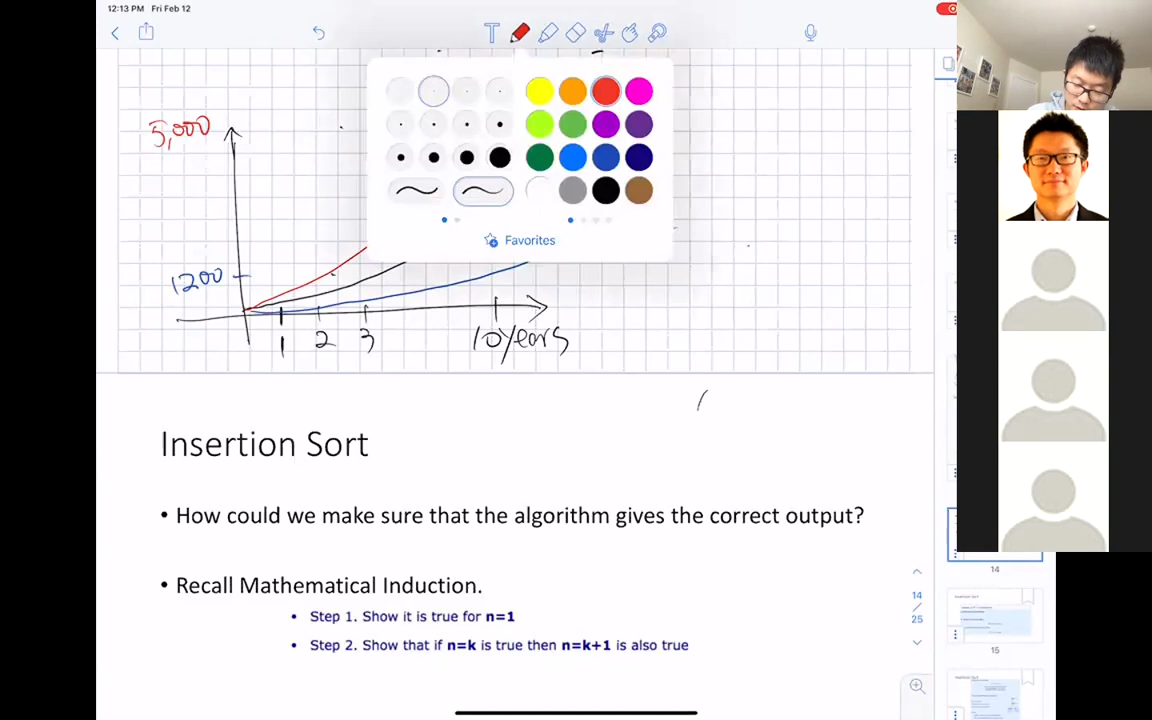 12:13 PM Fri Feb 12
5,000
Favorites
1200
1 2 3 10 years
Insertion Sort
• How could we make sure that the algorithm gives the correct output?
• Recall Mathematical Induction.
• Step 1. Show it is true for n=1
• Step 2. Show that if n=k is true then n=k+1 is also true
14
/
25
14
15